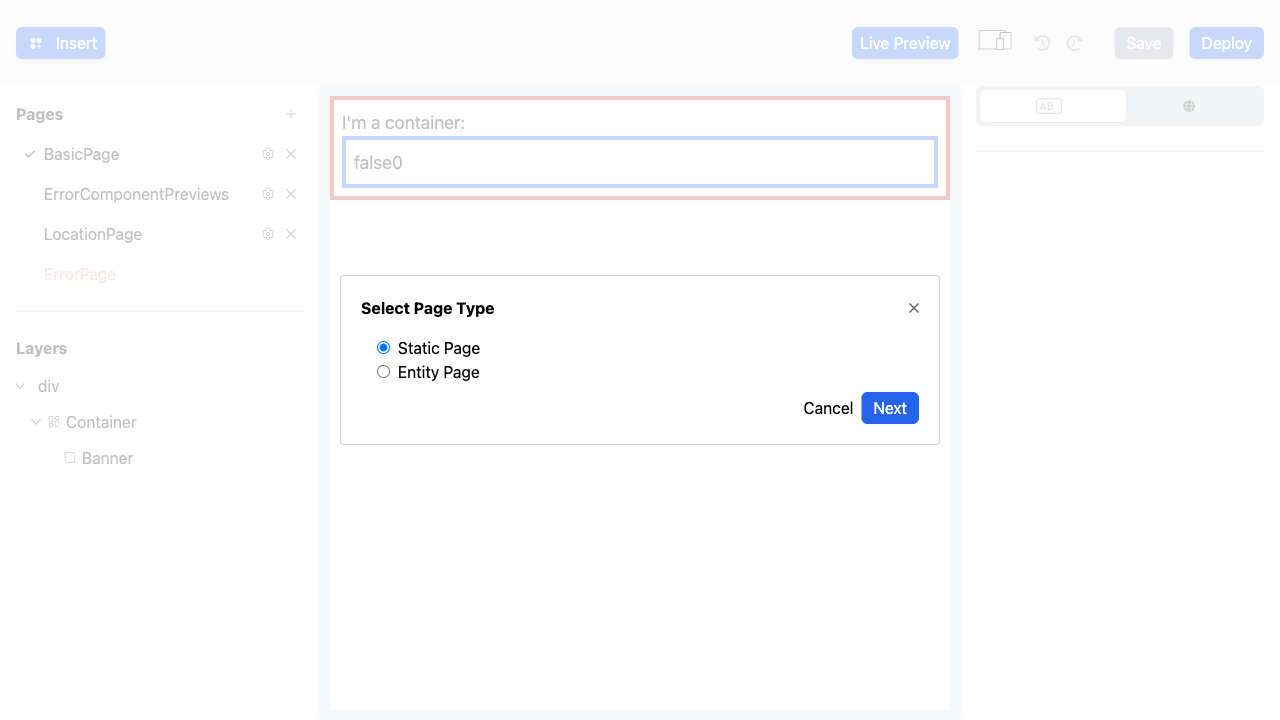 Insert
Live Preview
Save
Deploy
Pages
BasicPage
ErrorComponentPreviews
LocationPage
ErrorPage
Layers
div
Container
Banner
I'm a container:
false0
Select Page Type
Static Page
Entity Page
Cancel
Next
AB